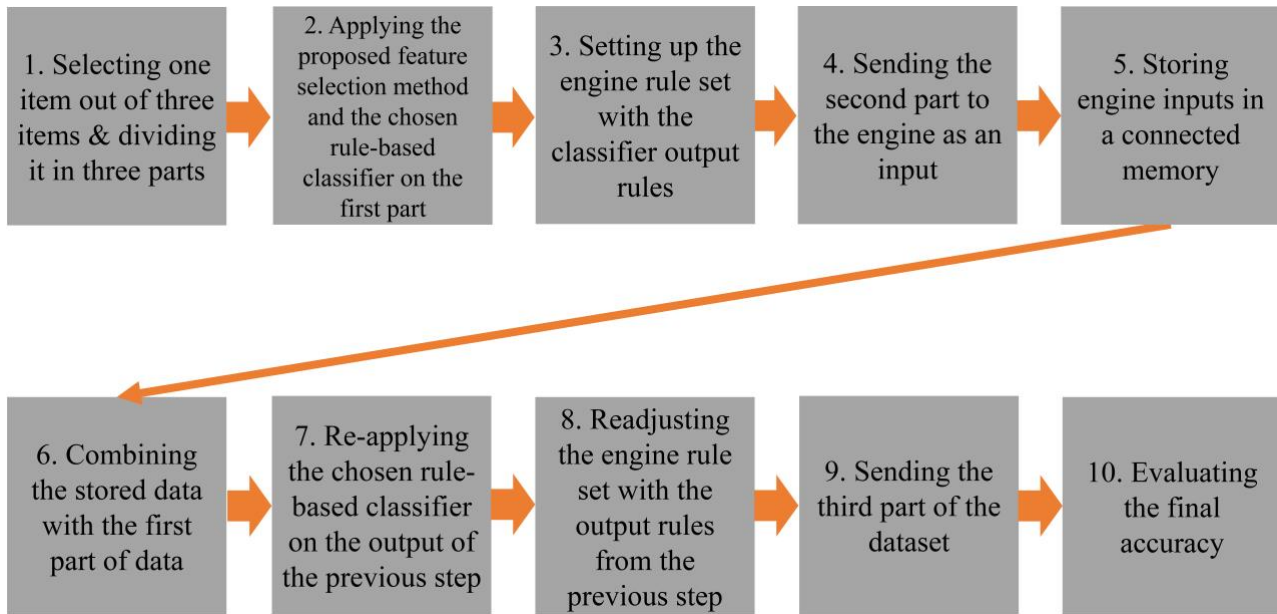 1. Selecting one
item out of three
items & dividing
it in three parts
2. Applying the
proposed feature
selection method
and the chosen
rule-based
classifier on the
first part
3. Setting up the
engine rule set
with the
classifier output
rules
4. Sending the
second part to
the engine as an
input
5. Storing
engine inputs in
a connected
memory
6. Combining
the stored data
with the first
part of data
7. Re-applying
the chosen rule-
based classifier
on the output of
the previous step
8. Readjusting
the engine rule
set with the
output rules
from the
previous step
9. Sending the
third part of the
dataset
10. Evaluating
the final
accuracy